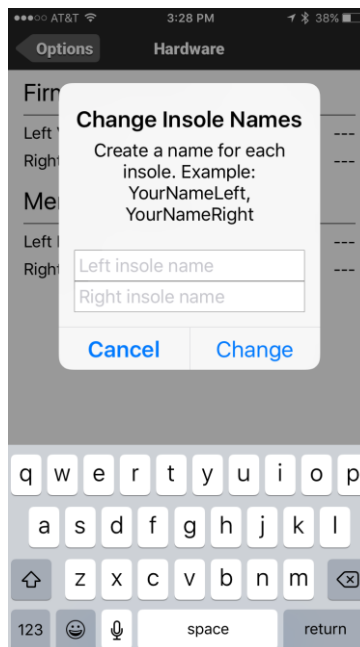 AT&T 3:28 PM 38%
Options Hardware
Firm
Left
Right
---
---
Me
Left
Right
---
---
Change Insole Names
Create a name for each
insole. Example:
YourNameLeft,
YourNameRight
Left insole name
Right insole name
Cancel Change
q w e r t y u i o p
a s d f g h j k l
z x c v b n m
123 space return